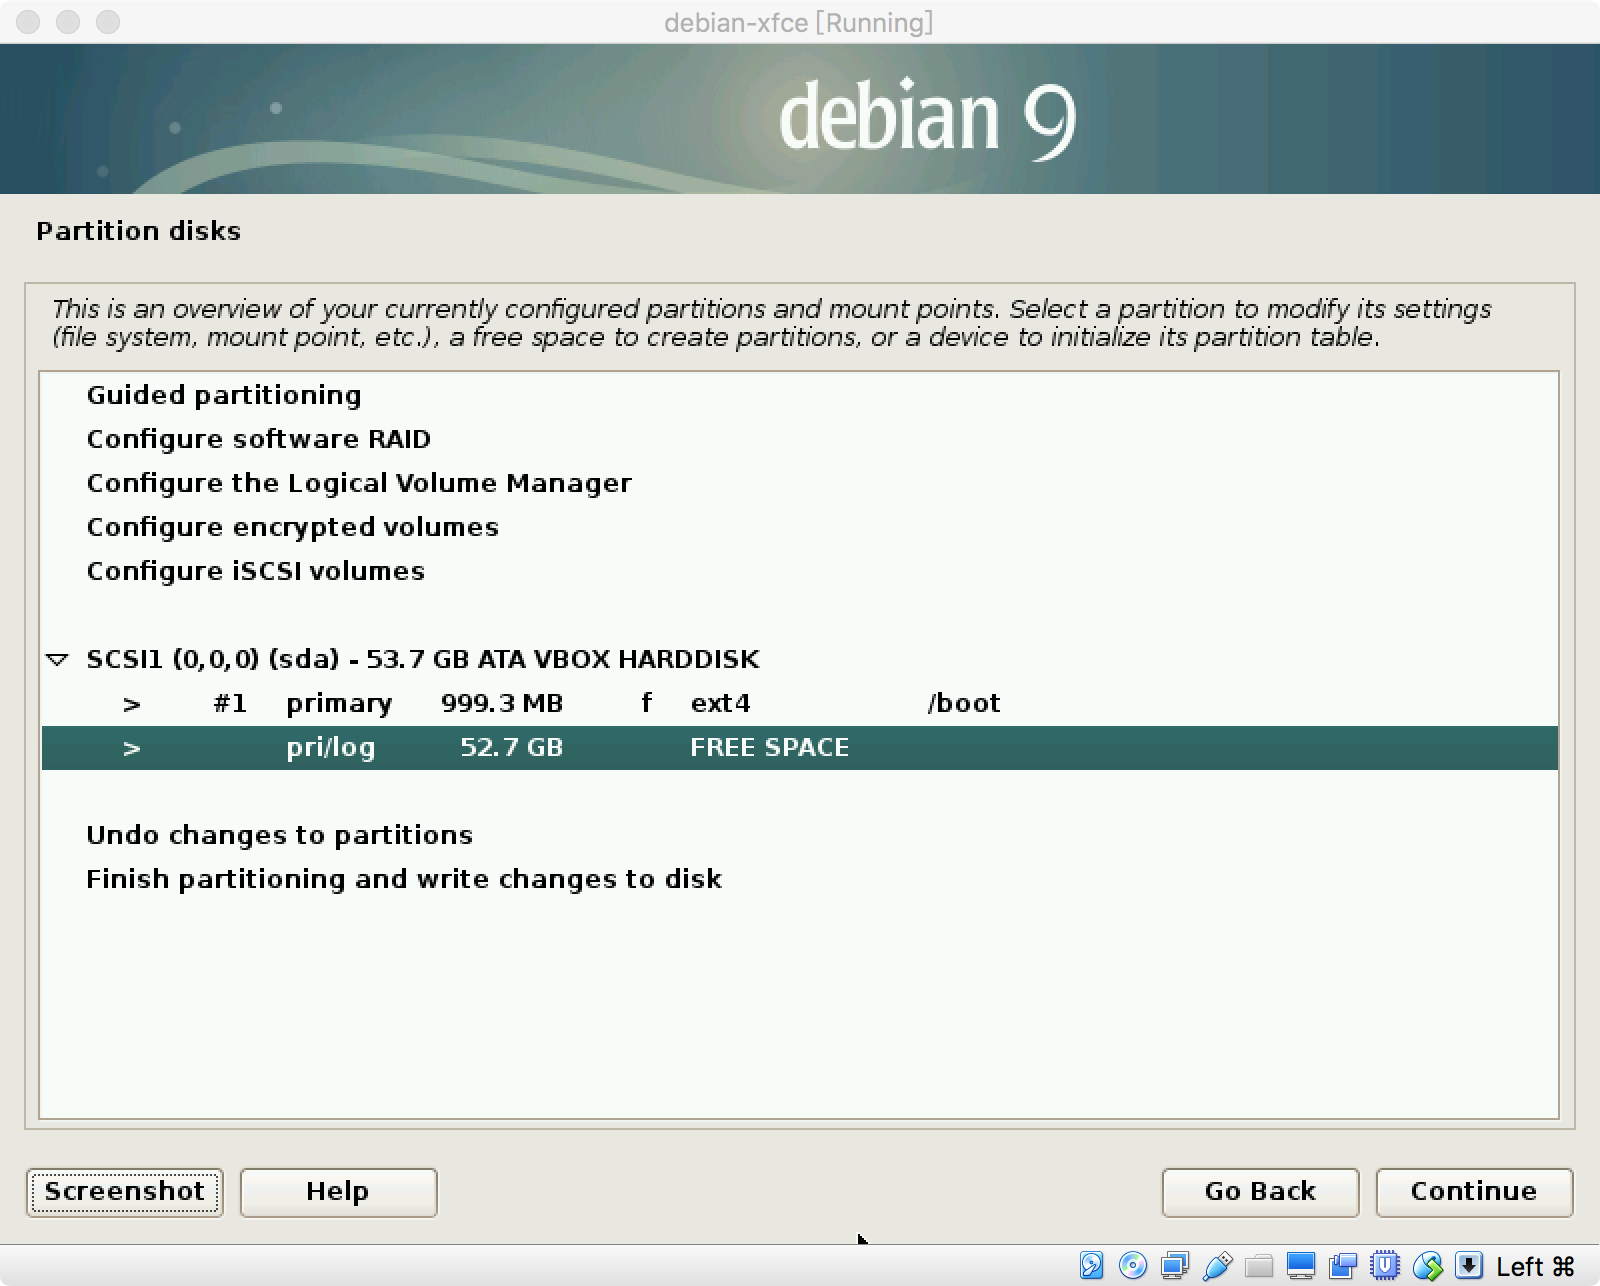 debian-xfce [Running]
debian 9
Partition disks
This is an overview of your currently configured partitions and mount points. Select a partition to modify its settings
(file system, mount point, etc.), a free space to create partitions, or a device to initialize its partition table.
Guided partitioning
Configure software RAID
Configure the Logical Volume Manager
Configure encrypted volumes
Configure iSCSI volumes
SCSI1 (0,0,0) (sda) - 53.7 GB ATA VBOX HARDDISK
> #1 primary 999.3 MB f ext4 /boot
> pri/log 52.7 GB FREE SPACE
Undo changes to partitions
Finish partitioning and write changes to disk
Screenshot Help Go Back Continue
Left ⌘